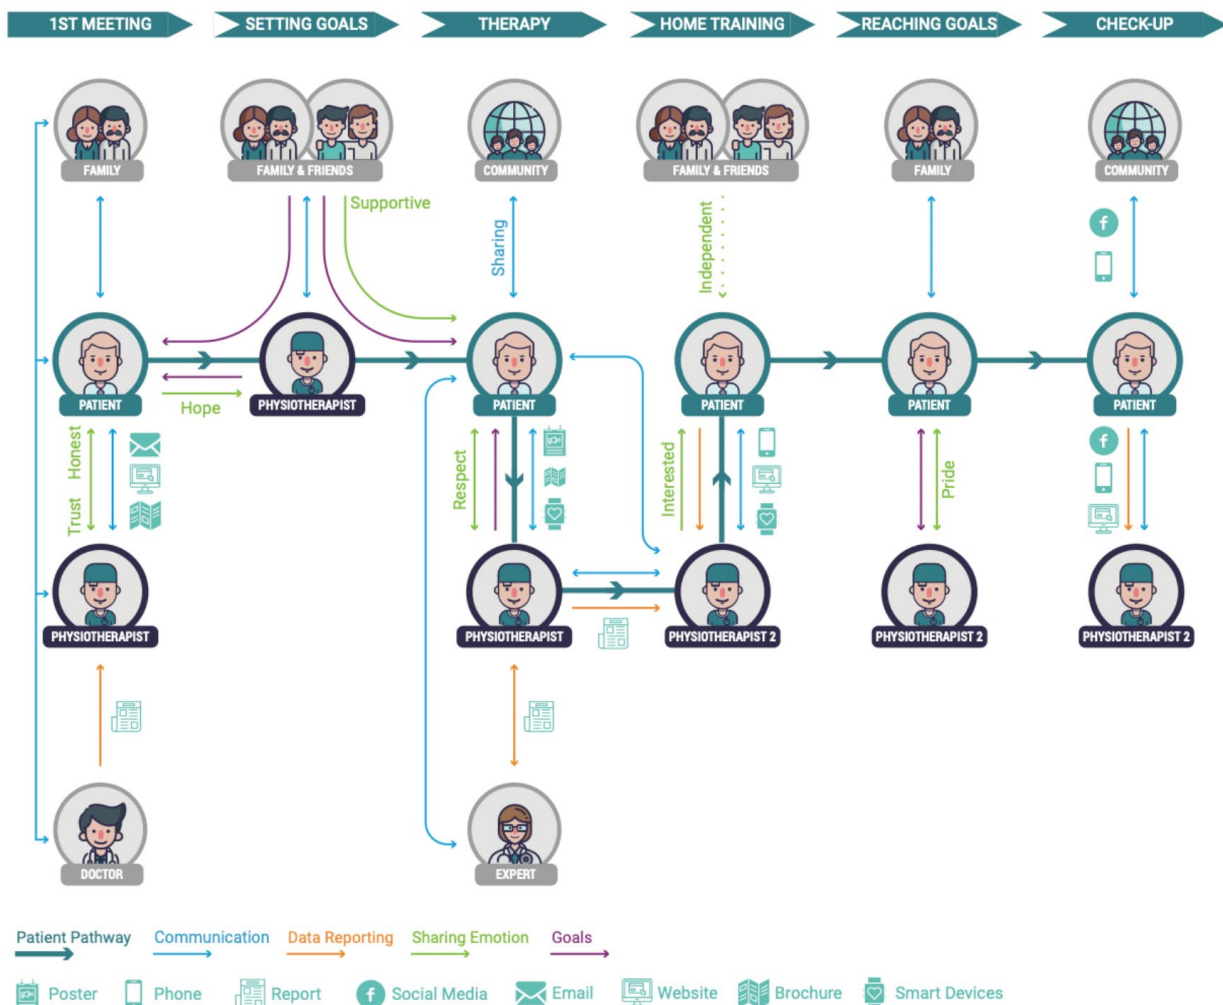 1ST MEETING
SETTING GOALS
THERAPY
HOME TRAINING
REACHING GOALS
CHECK-UP
FAMILY
FAMILY & FRIENDS
COMMUNITY
FAMILY & FRIENDS
FAMILY
COMMUNITY
Supportive
Sharing
Independent
PATIENT
PHYSIOTHERAPIST
PATIENT
PATIENT
PATIENT
PATIENT
Hope
Honest
Trust
Respect
Interested
Pride
PHYSIOTHERAPIST
PHYSIOTHERAPIST
PHYSIOTHERAPIST 2
PHYSIOTHERAPIST 2
PHYSIOTHERAPIST 2
DOCTOR
EXPERT
Patient Pathway
Communication
Data Reporting
Sharing Emotion
Goals
Poster
Phone
Report
Social Media
Email
Website
Brochure
Smart Devices